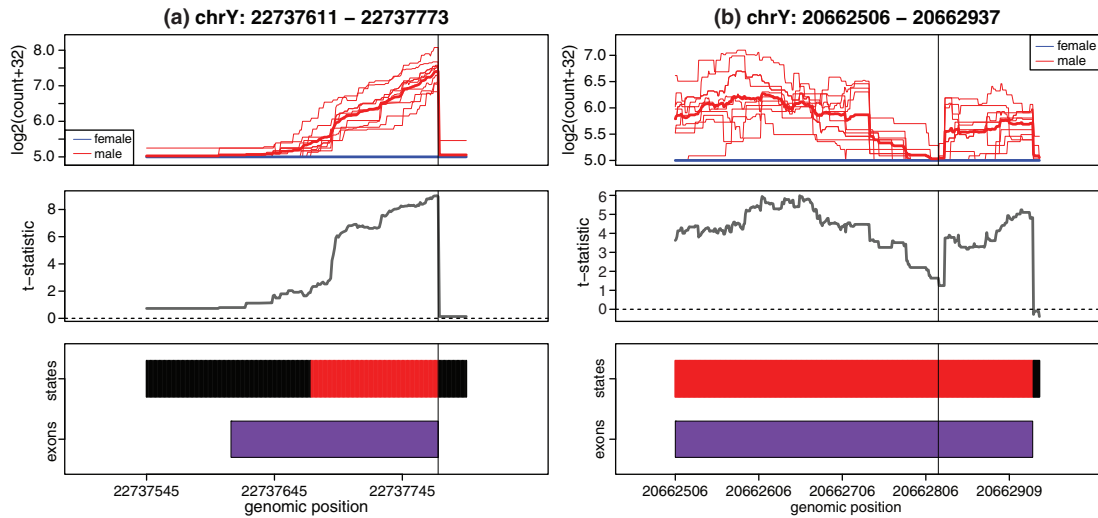 (a) chrY: 22737611 – 22737773
log2(count+32)
8.0
7.0
6.0
5.0
female
male
t–statistic
8
6
4
2
0
states
exons
22737545
22737645
22737745
genomic position
(b) chrY: 20662506 – 20662937
log2(count+32)
7.0
6.5
6.0
5.5
5.0
female
male
t–statistic
6
5
4
3
2
1
0
states
exons
20662506
20662606
20662706
20662806
20662909
genomic position